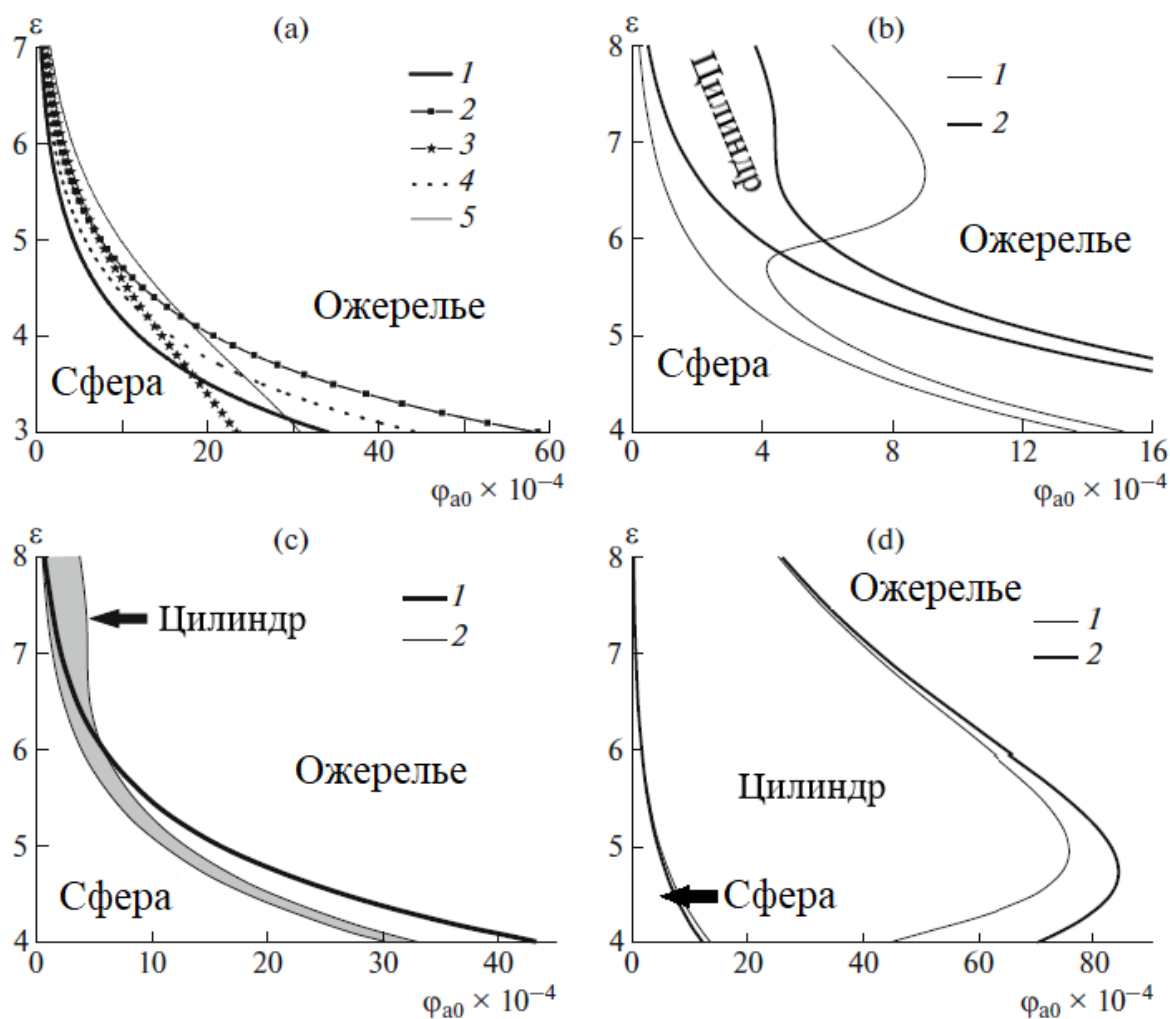 (a)
ε
7
6
5
4
3
1
2
3
4
5
Ожерелье
Сфера
0
20
40
60
φa0 × 10−4
(b)
ε
8
7
6
5
4
Цилиндр
1
2
Ожерелье
Сфера
0
4
8
12
16
φa0 × 10−4
(c)
ε
8
7
6
5
4
1
2
Цилиндр
Ожерелье
Сфера
0
10
20
30
40
φa0 × 10−4
(d)
ε
8
7
6
5
4
Ожерелье
1
2
Цилиндр
Сфера
0
20
40
60
80
φa0 × 10−4